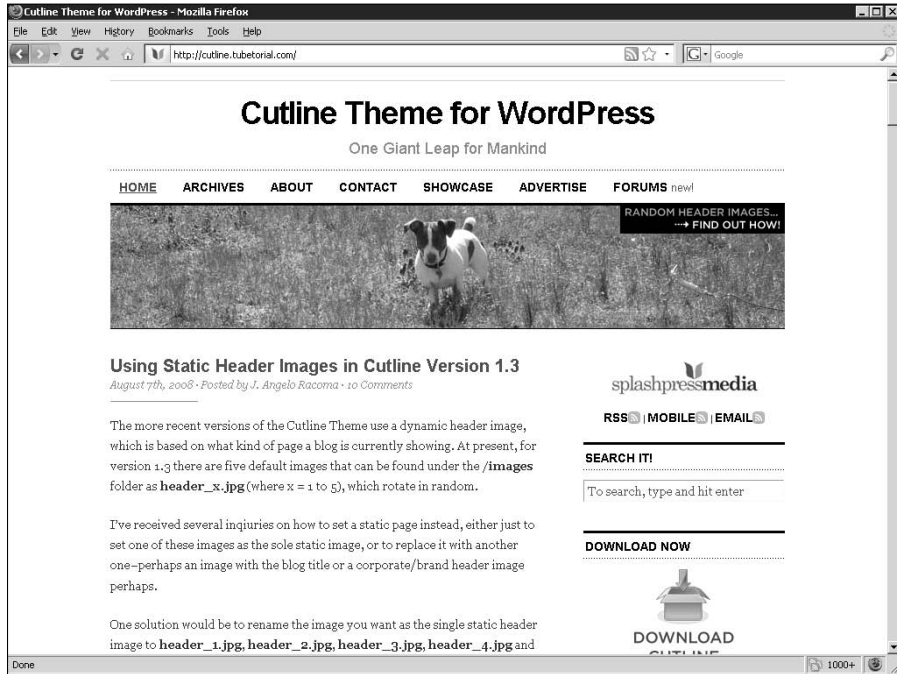 Cutline Theme for WordPress - Mozilla Firefox
File Edit View History Bookmarks Tools Help
http://cutline.tubetorial.com/
G Google
Cutline Theme for WordPress
One Giant Leap for Mankind
HOME ARCHIVES ABOUT CONTACT SHOWCASE ADVERTISE FORUMS new!
RANDOM HEADER IMAGES...
FIND OUT HOW!
Using Static Header Images in Cutline Version 1.3
August 7th, 2008 · Posted by J. Angelo Racoma · 10 Comments
The more recent versions of the Cutline Theme use a dynamic header image,
which is based on what kind of page a blog is currently showing. At present, for
version 1.3 there are five default images that can be found under the /images
folder as header_x.jpg (where x = 1 to 5), which rotate in random.
I've received several inqiuries on how to set a static page instead, either just to
set one of these images as the sole static image, or to replace it with another
one–perhaps an image with the blog title or a corporate/brand header image
perhaps.
One solution would be to rename the image you want as the single static header
image to header_1.jpg, header_2.jpg, header_3.jpg, header_4.jpg and
splashpressmedia
RSS | MOBILE | EMAIL
SEARCH IT!
To search, type and hit enter
DOWNLOAD NOW
DOWNLOAD
CUTLINE
Done
1000+